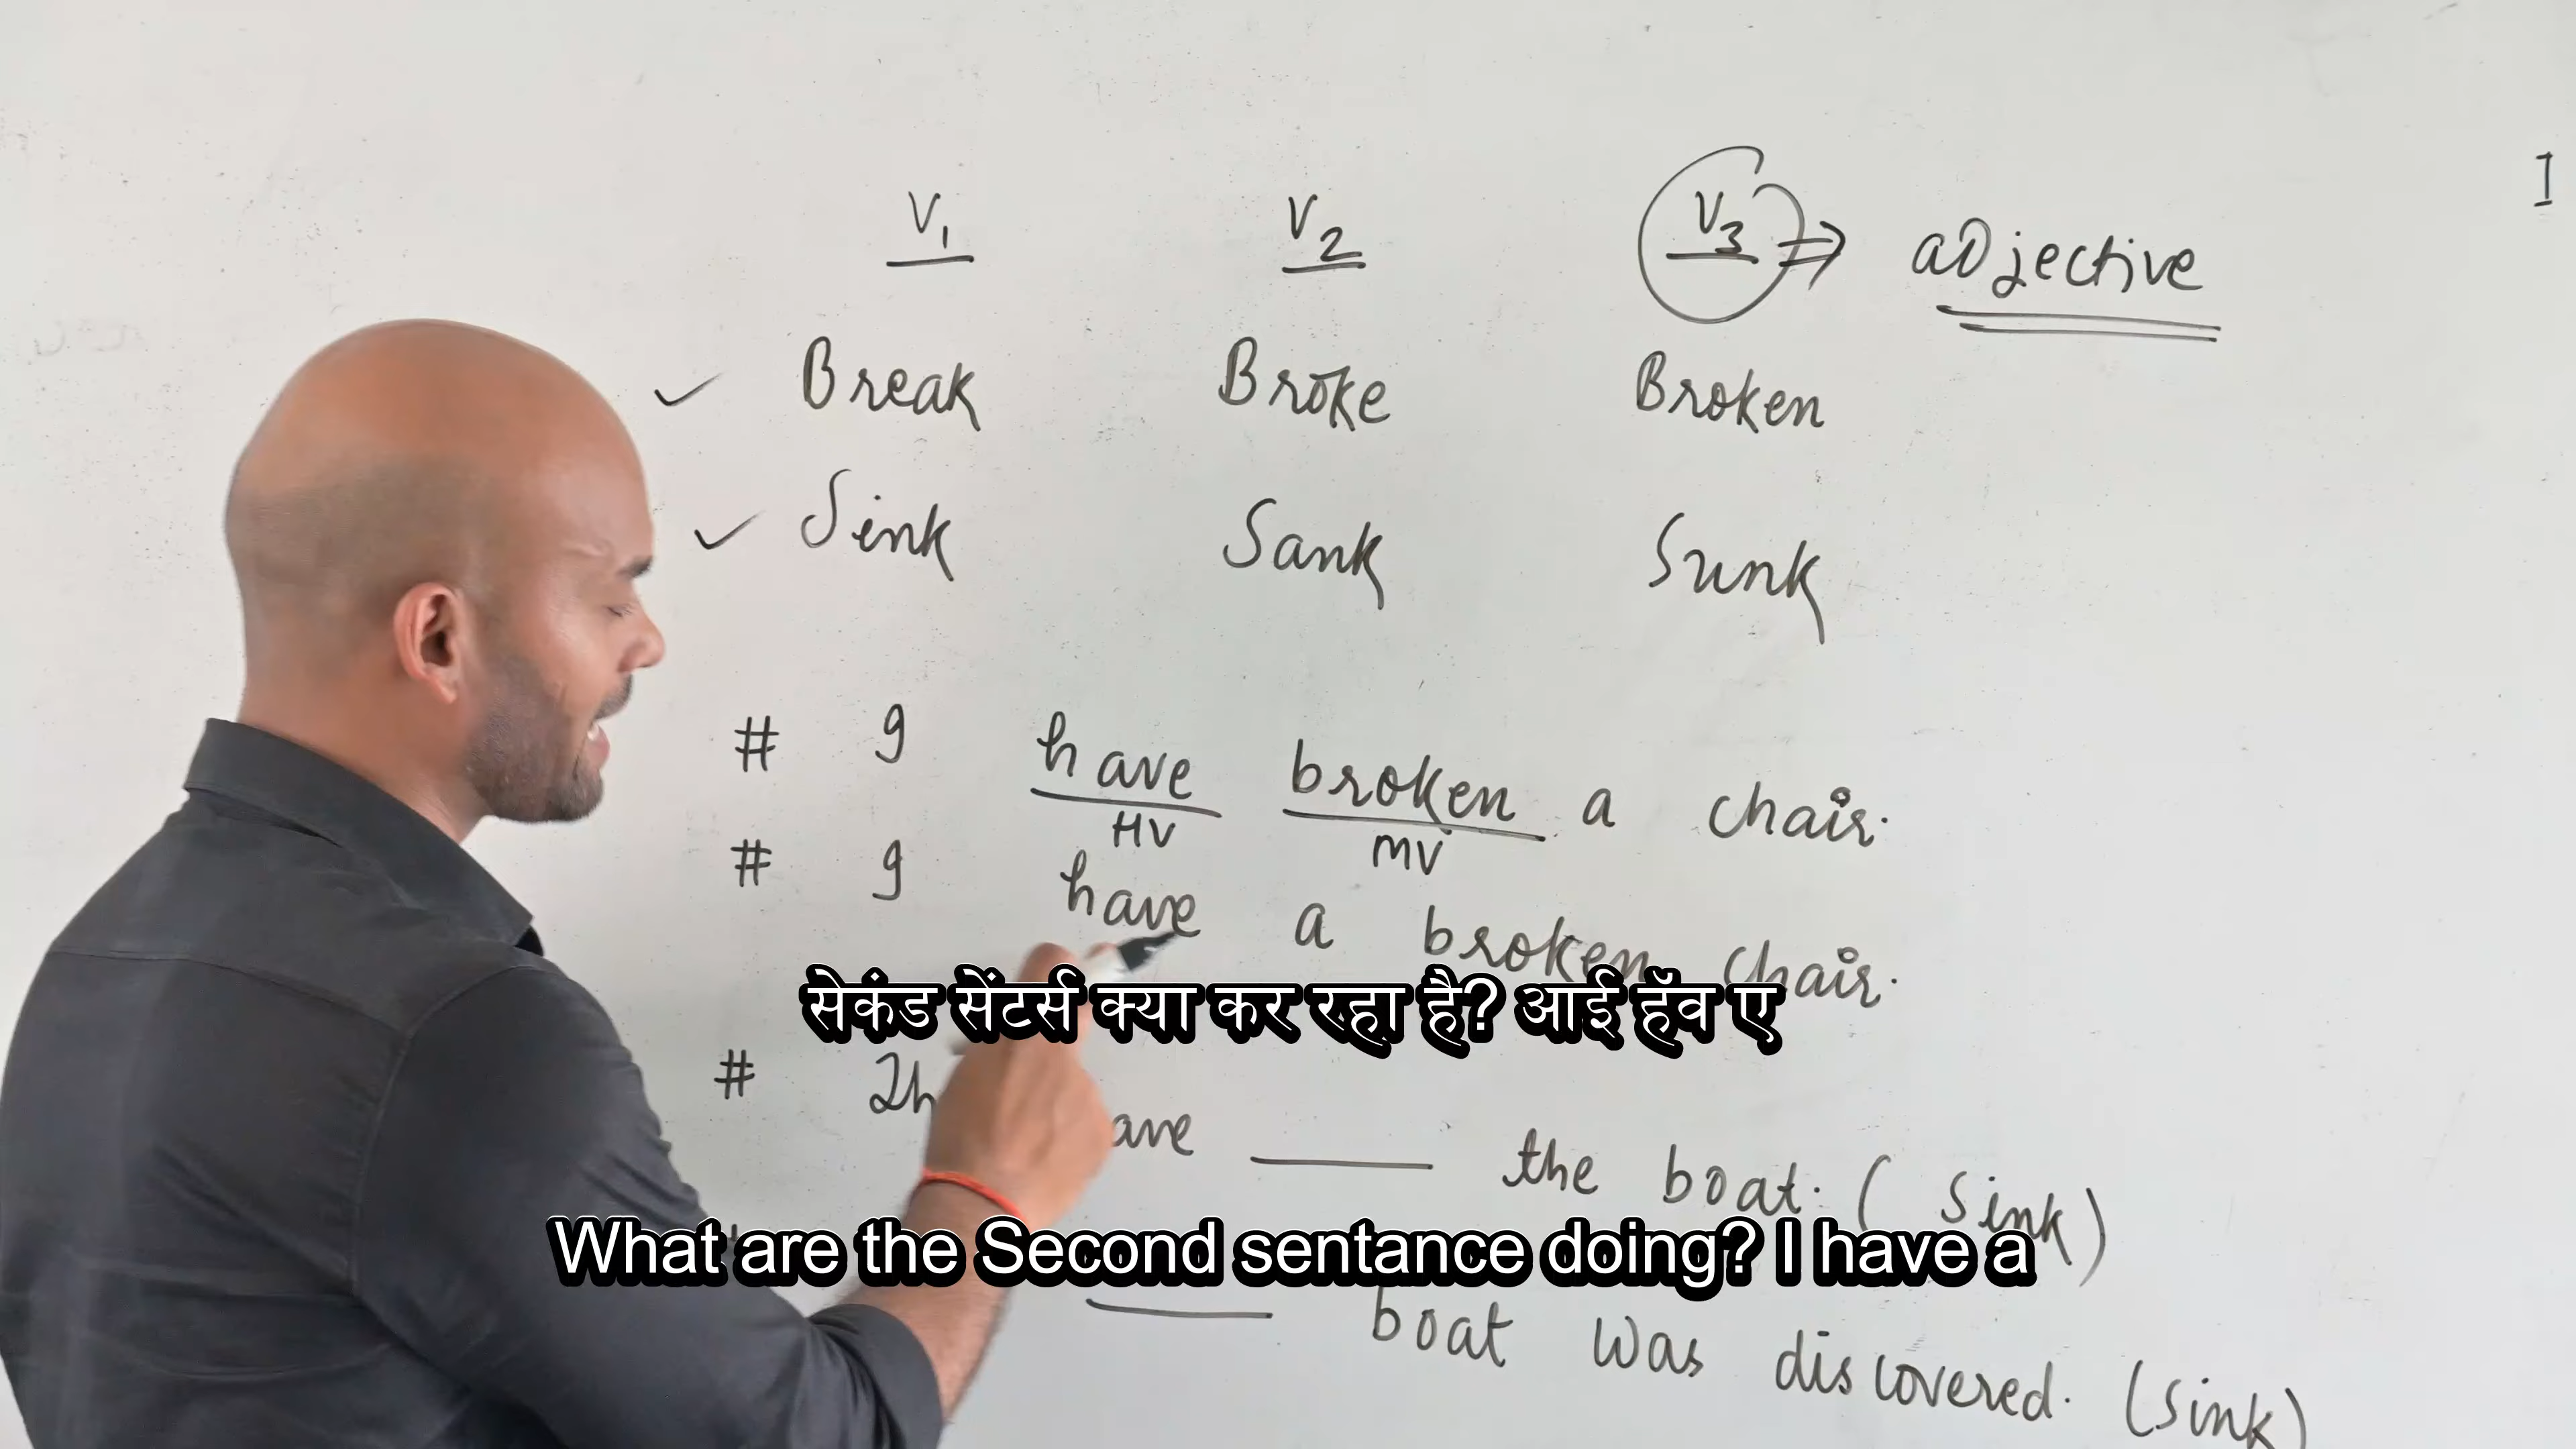 V1 V2 V3 ⇒ adjective I
Break Broke Broken
Sink Sank Sunk
# I have broken a chair.
HV MV
# I have a broken chair.
सेकंड सेंटर्स क्या कर रहा है? आई हॅव ए
# the boat. (Sink)
What are the Second sentance doing? I have a
boat was discovered. (Sink)